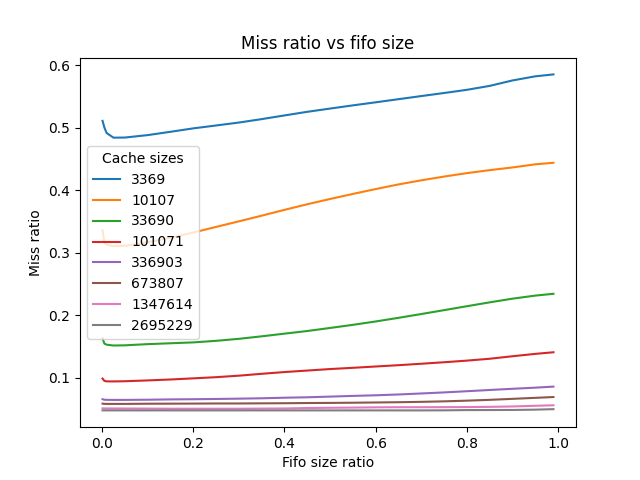 Miss ratio vs fifo size
0.6
0.5
0.4
0.3
0.2
0.1
Miss ratio
Cache sizes
3369
10107
33690
101071
336903
673807
1347614
2695229
0.0 0.2 0.4 0.6 0.8 1.0
Fifo size ratio